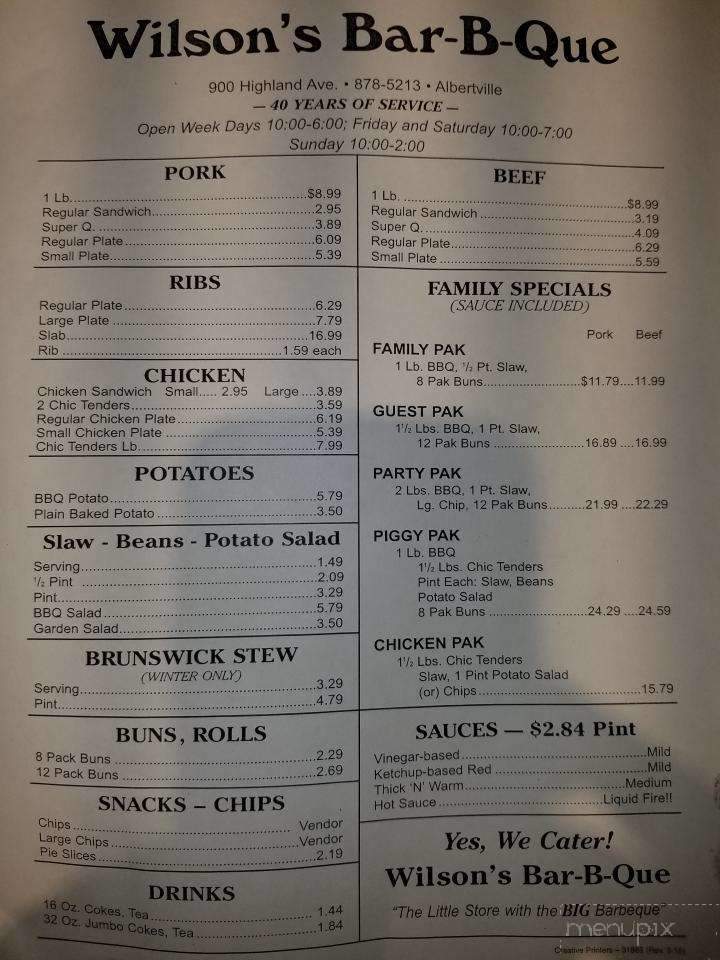 Wilson's Bar-B-Que
900 Highland Ave. • 878-5213 • Albertville
— 40 YEARS OF SERVICE —
Open Week Days 10:00-6:00; Friday and Saturday 10:00-7:00
Sunday 10:00-2:00
PORK
1 Lb. $8.99
Regular Sandwich 2.95
Super Q. 3.89
Regular Plate 6.09
Small Plate 5.39
RIBS
Regular Plate 6.29
Large Plate 7.79
Slab 16.99
Rib 1.59 each
CHICKEN
Chicken Sandwich Small 2.95 Large 3.89
2 Chic Tenders 3.59
Regular Chicken Plate 6.19
Small Chicken Plate 5.39
Chic Tenders Lb. 7.99
POTATOES
BBQ Potato 5.79
Plain Baked Potato 3.50
Slaw - Beans - Potato Salad
Serving 1.49
1/2 Pint 2.09
Pint 3.29
BBQ Salad 5.79
Garden Salad 3.50
BRUNSWICK STEW
(WINTER ONLY)
Serving 3.29
Pint 4.79
BUNS, ROLLS
8 Pack Buns 2.29
12 Pack Buns 2.69
SNACKS – CHIPS
Chips Vendor
Large Chips Vendor
Pie Slices 2.19
DRINKS
16 Oz. Cokes, Tea 1.44
32 Oz. Jumbo Cokes, Tea 1.84
BEEF
1 Lb. $8.99
Regular Sandwich 3.19
Super Q. 4.09
Regular Plate 6.29
Small Plate 5.59
FAMILY SPECIALS
(SAUCE INCLUDED)
Pork Beef
FAMILY PAK
1 Lb. BBQ, 1/2 Pt. Slaw,
8 Pak Buns $11.79 11.99
GUEST PAK
1 1/2 Lbs. BBQ, 1 Pt. Slaw,
12 Pak Buns 16.89 16.99
PARTY PAK
2 Lbs. BBQ, 1 Pt. Slaw,
Lg. Chip, 12 Pak Buns 21.99 22.29
PIGGY PAK
1 Lb. BBQ
1 1/2 Lbs. Chic Tenders
Pint Each: Slaw, Beans
Potato Salad
8 Pak Buns 24.29 24.59
CHICKEN PAK
1 1/2 Lbs. Chic Tenders
Slaw, 1 Pint Potato Salad
(or) Chips 15.79
SAUCES — $2.84 Pint
Vinegar-based Mild
Ketchup-based Red Mild
Thick 'N' Warm Medium
Hot Sauce Liquid Fire!!
Yes, We Cater!
Wilson's Bar-B-Que
"The Little Store with the BIG Barbeque"
menupix
Creative Printers –